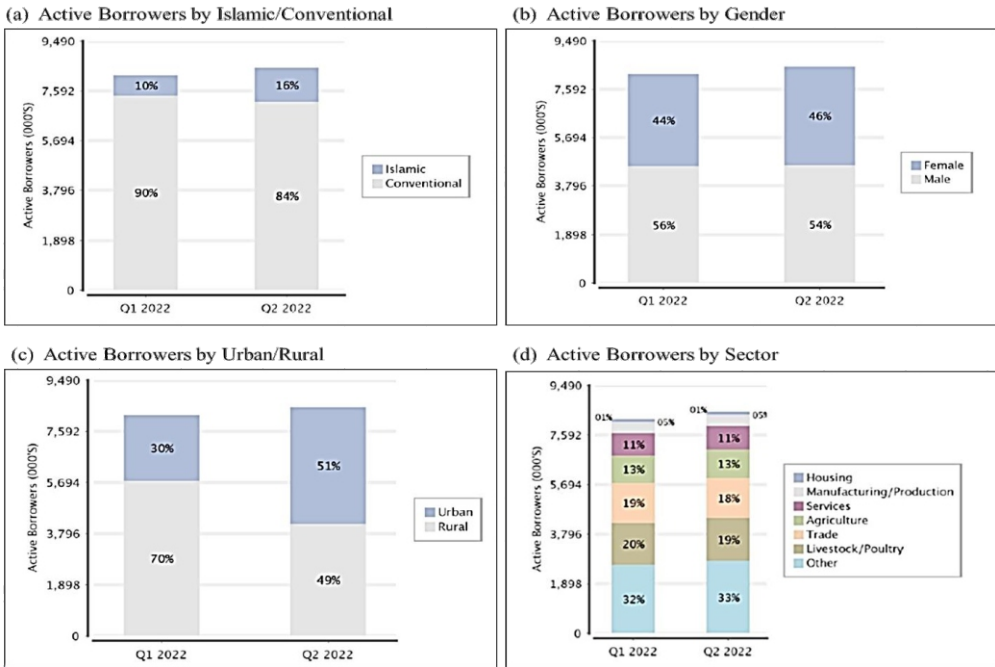 (a) Active Borrowers by Islamic/Conventional
9,490
7,592
5,694
3,796
1,898
0
Active Borrowers (000'S)
10%
90%
16%
84%
Q1 2022
Q2 2022
Islamic
Conventional
(b) Active Borrowers by Gender
9,490
7,592
5,694
3,796
1,898
0
Active Borrowers (000'S)
44%
56%
46%
54%
Q1 2022
Q2 2022
Female
Male
(c) Active Borrowers by Urban/Rural
9,490
7,592
5,694
3,796
1,898
0
Active Borrowers (000'S)
30%
70%
51%
49%
Q1 2022
Q2 2022
Urban
Rural
(d) Active Borrowers by Sector
9,490
7,592
5,694
3,796
1,898
0
Active Borrowers (000'S)
01%
05%
11%
13%
19%
20%
32%
01%
05%
11%
13%
18%
19%
33%
Q1 2022
Q2 2022
Housing
Manufacturing/Production
Services
Agriculture
Trade
Livestock/Poultry
Other